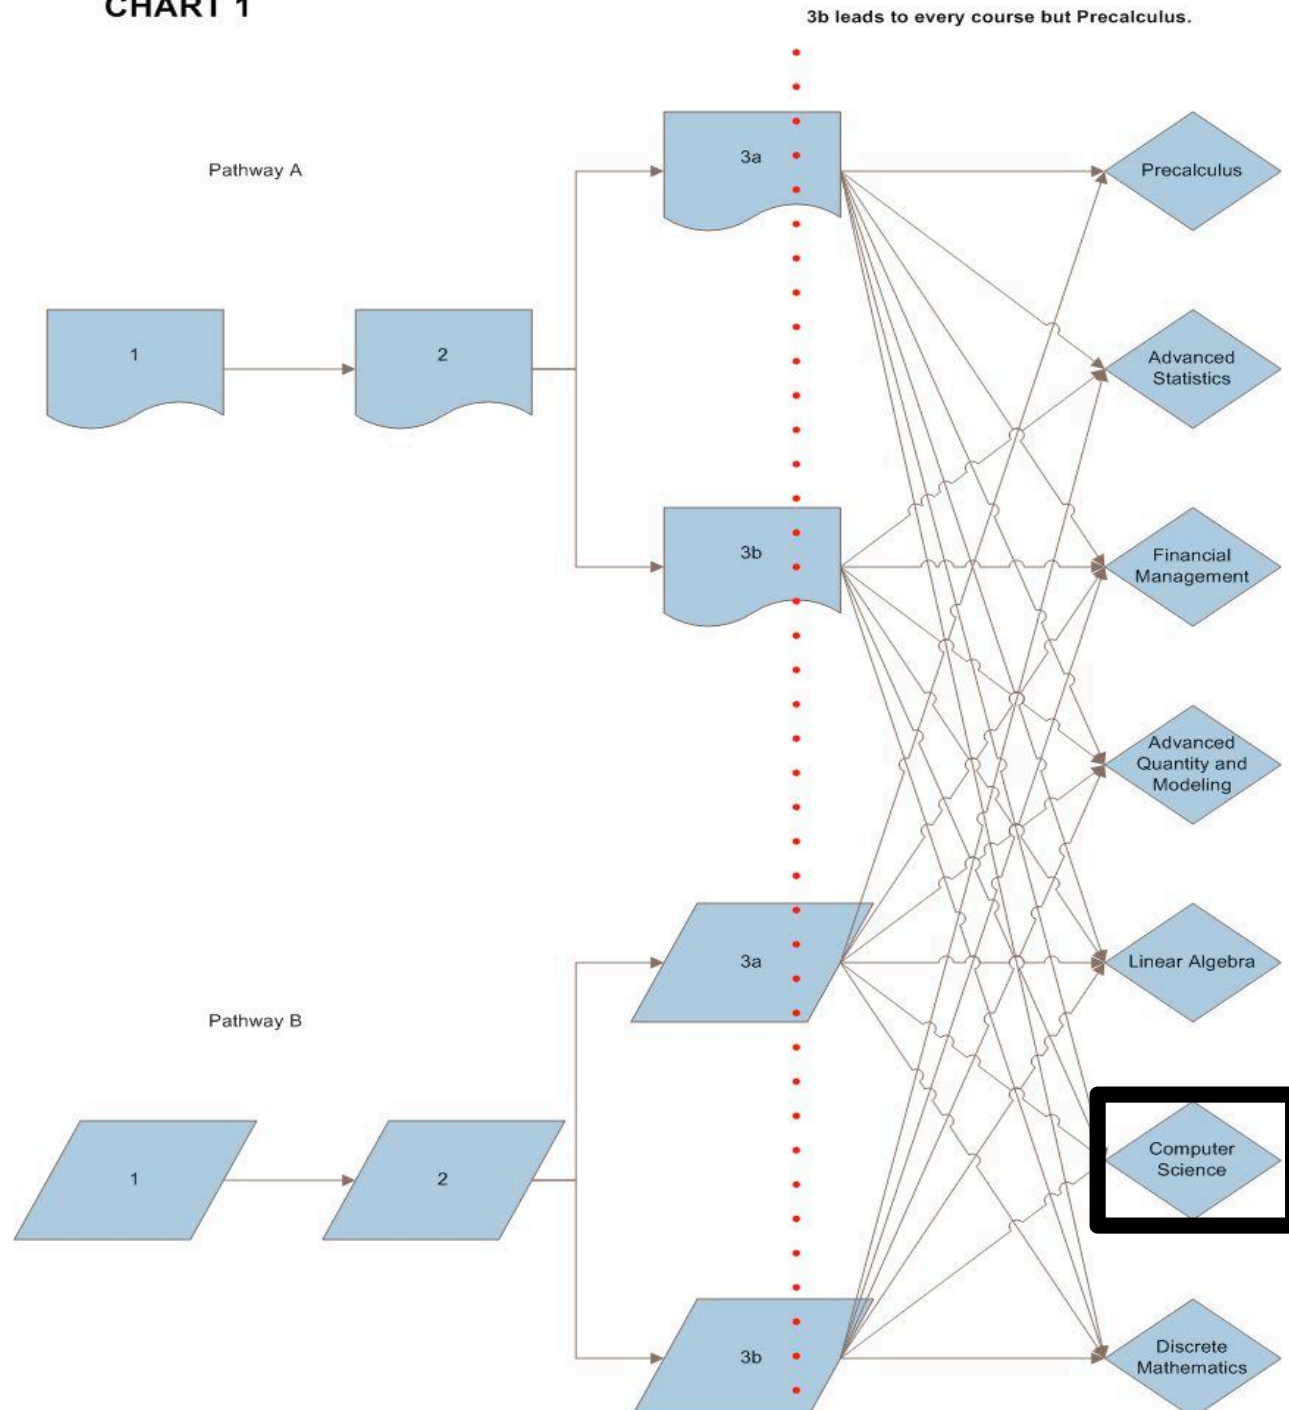 CHART 1
3b leads to every course but Precalculus.
Pathway A
3a
Precalculus
1
2
Advanced
Statistics
3b
Financial
Management
Advanced
Quantity and
Modeling
3a
Linear Algebra
Pathway B
1
2
Computer
Science
3b
Discrete
Mathematics